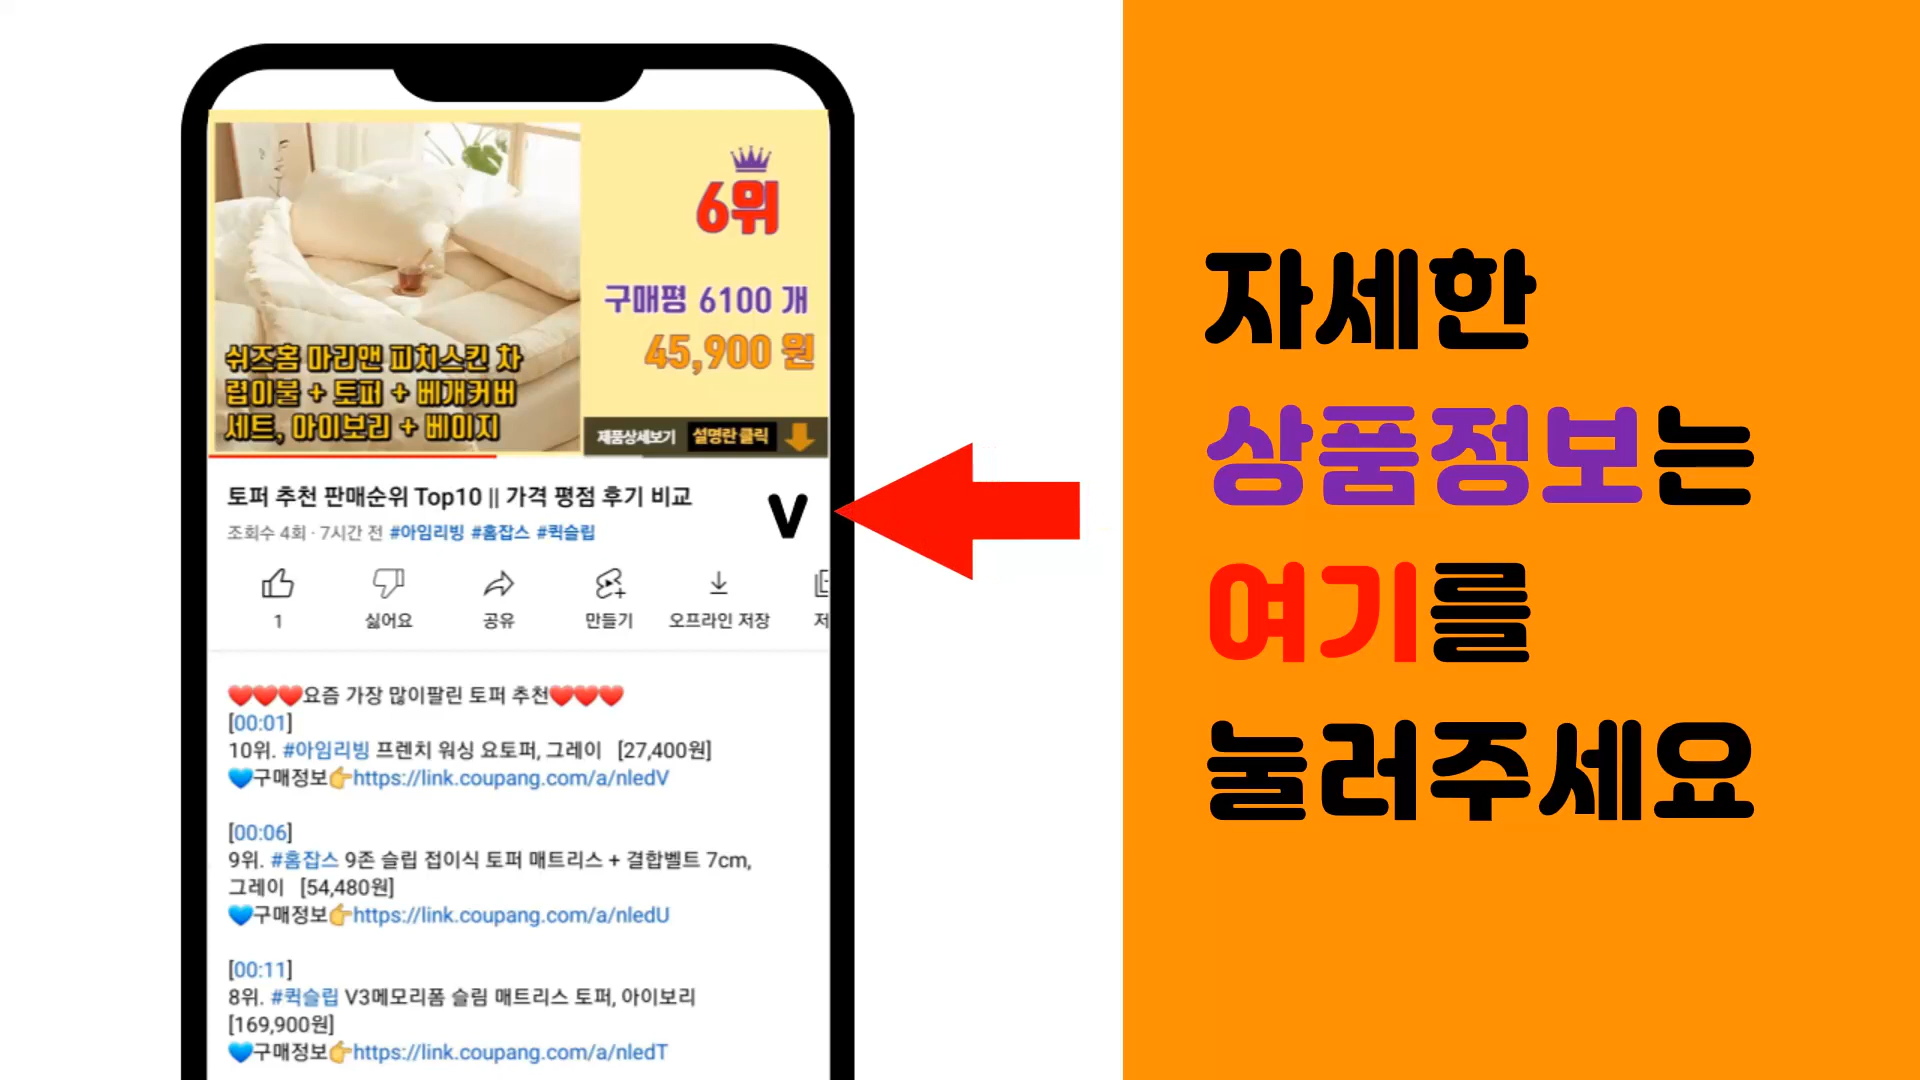 6위
구매평 6100 개
45,900 원
쉬즈홈 마리앤 피치스킨 차
렵이불 + 토퍼 + 베개커버
세트, 아이보리 + 베이지
제품상세보기 설명란 클릭
토퍼 추천 판매순위 Top10 || 가격 평점 후기 비교
조회수 4회 · 7시간 전 #아임리빙 #홈잡스 #퀵슬립
V
1 싫어요 공유 만들기 오프라인 저장 저
❤️❤️❤️요즘 가장 많이팔린 토퍼 추천❤️❤️❤️
[00:01]
10위. #아임리빙 프렌치 워싱 요토퍼, 그레이 [27,400원]
💙구매정보👉https://link.coupang.com/a/nledV
[00:06]
9위. #홈잡스 9존 슬립 접이식 토퍼 매트리스 + 결합벨트 7cm,
그레이 [54,480원]
💙구매정보👉https://link.coupang.com/a/nledU
[00:11]
8위. #퀵슬립 V3메모리폼 슬림 매트리스 토퍼, 아이보리
[169,900원]
💙구매정보👉https://link.coupang.com/a/nledT
자세한
상품정보는
여기를
눌러주세요